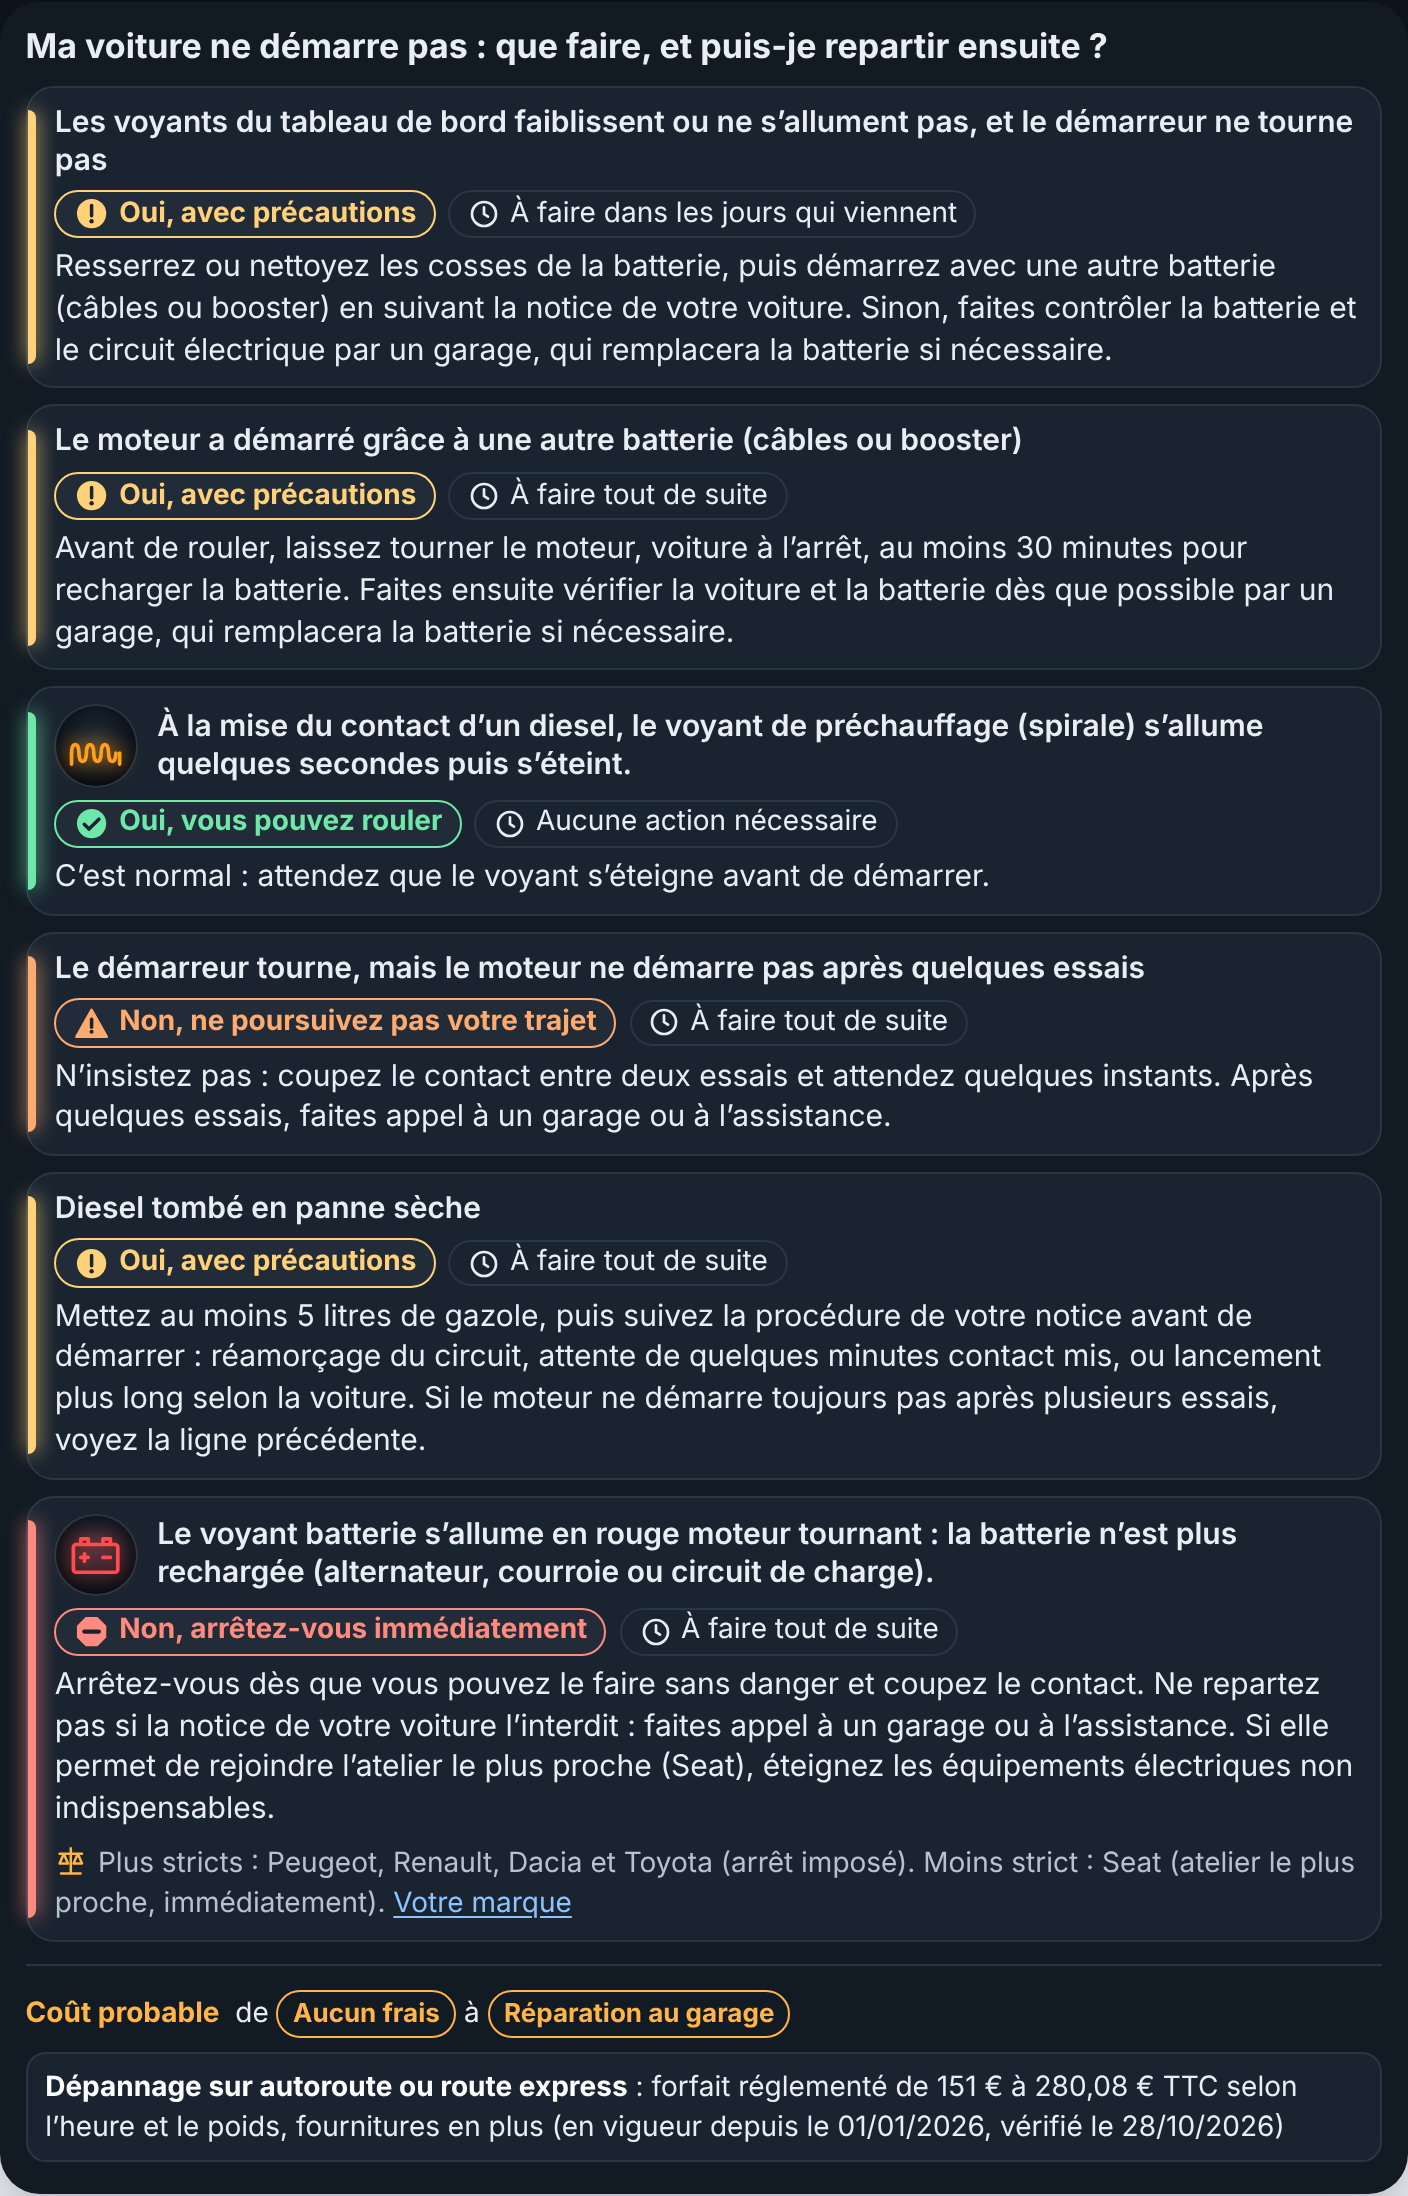 Ma voiture ne démarre pas : que faire, et puis-je repartir ensuite ?
Les voyants du tableau de bord faiblissent ou ne s’allument pas, et le démarreur ne tourne
pas
Oui, avec précautions
À faire dans les jours qui viennent
Resserrez ou nettoyez les cosses de la batterie, puis démarrez avec une autre batterie
(câbles ou booster) en suivant la notice de votre voiture. Sinon, faites contrôler la batterie et
le circuit électrique par un garage, qui remplacera la batterie si nécessaire.
Le moteur a démarré grâce à une autre batterie (câbles ou booster)
Oui, avec précautions
À faire tout de suite
Avant de rouler, laissez tourner le moteur, voiture à l’arrêt, au moins 30 minutes pour
recharger la batterie. Faites ensuite vérifier la voiture et la batterie dès que possible par un
garage, qui remplacera la batterie si nécessaire.
À la mise du contact d’un diesel, le voyant de préchauffage (spirale) s’allume
quelques secondes puis s’éteint.
Oui, vous pouvez rouler
Aucune action nécessaire
C’est normal : attendez que le voyant s’éteigne avant de démarrer.
Le démarreur tourne, mais le moteur ne démarre pas après quelques essais
Non, ne poursuivez pas votre trajet
À faire tout de suite
N’insistez pas : coupez le contact entre deux essais et attendez quelques instants. Après
quelques essais, faites appel à un garage ou à l’assistance.
Diesel tombé en panne sèche
Oui, avec précautions
À faire tout de suite
Mettez au moins 5 litres de gazole, puis suivez la procédure de votre notice avant de
démarrer : réamorçage du circuit, attente de quelques minutes contact mis, ou lancement
plus long selon la voiture. Si le moteur ne démarre toujours pas après plusieurs essais,
voyez la ligne précédente.
Le voyant batterie s’allume en rouge moteur tournant : la batterie n’est plus
rechargée (alternateur, courroie ou circuit de charge).
Non, arrêtez-vous immédiatement
À faire tout de suite
Arrêtez-vous dès que vous pouvez le faire sans danger et coupez le contact. Ne repartez
pas si la notice de votre voiture l’interdit : faites appel à un garage ou à l’assistance. Si elle
permet de rejoindre l’atelier le plus proche (Seat), éteignez les équipements électriques non
indispensables.
Plus stricts : Peugeot, Renault, Dacia et Toyota (arrêt imposé). Moins strict : Seat (atelier le plus
proche, immédiatement). Votre marque
Coût probable de Aucun frais à Réparation au garage
Dépannage sur autoroute ou route express : forfait réglementé de 151 € à 280,08 € TTC selon
l’heure et le poids, fournitures en plus (en vigueur depuis le 01/01/2026, vérifié le 28/10/2026)